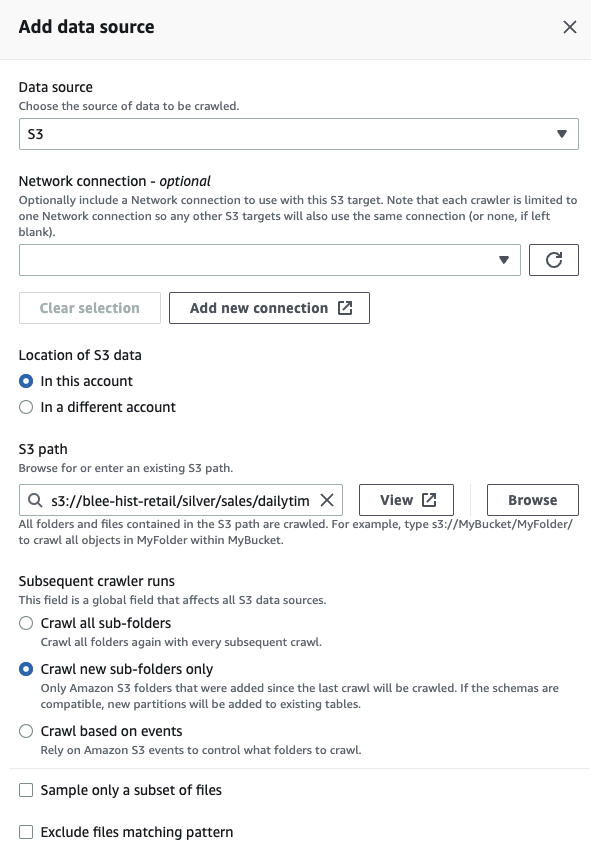 Add data source
Data source
Choose the source of data to be crawled.
S3
Network connection - optional
Optionally include a Network connection to use with this S3 target. Note that each crawler is limited to
one Network connection so any other S3 targets will also use the same connection (or none, if left
blank).
Clear selection
Add new connection
Location of S3 data
In this account
In a different account
S3 path
Browse for or enter an existing S3 path.
s3://blee-hist-retail/silver/sales/dailytim
View
Browse
All folders and files contained in the S3 path are crawled. For example, type s3://MyBucket/MyFolder/
to crawl all objects in MyFolder within MyBucket.
Subsequent crawler runs
This field is a global field that affects all S3 data sources.
Crawl all sub-folders
Crawl all folders again with every subsequent crawl.
Crawl new sub-folders only
Only Amazon S3 folders that were added since the last crawl will be crawled. If the schemas are
compatible, new partitions will be added to existing tables.
Crawl based on events
Rely on Amazon S3 events to control what folders to crawl.
Sample only a subset of files
Exclude files matching pattern